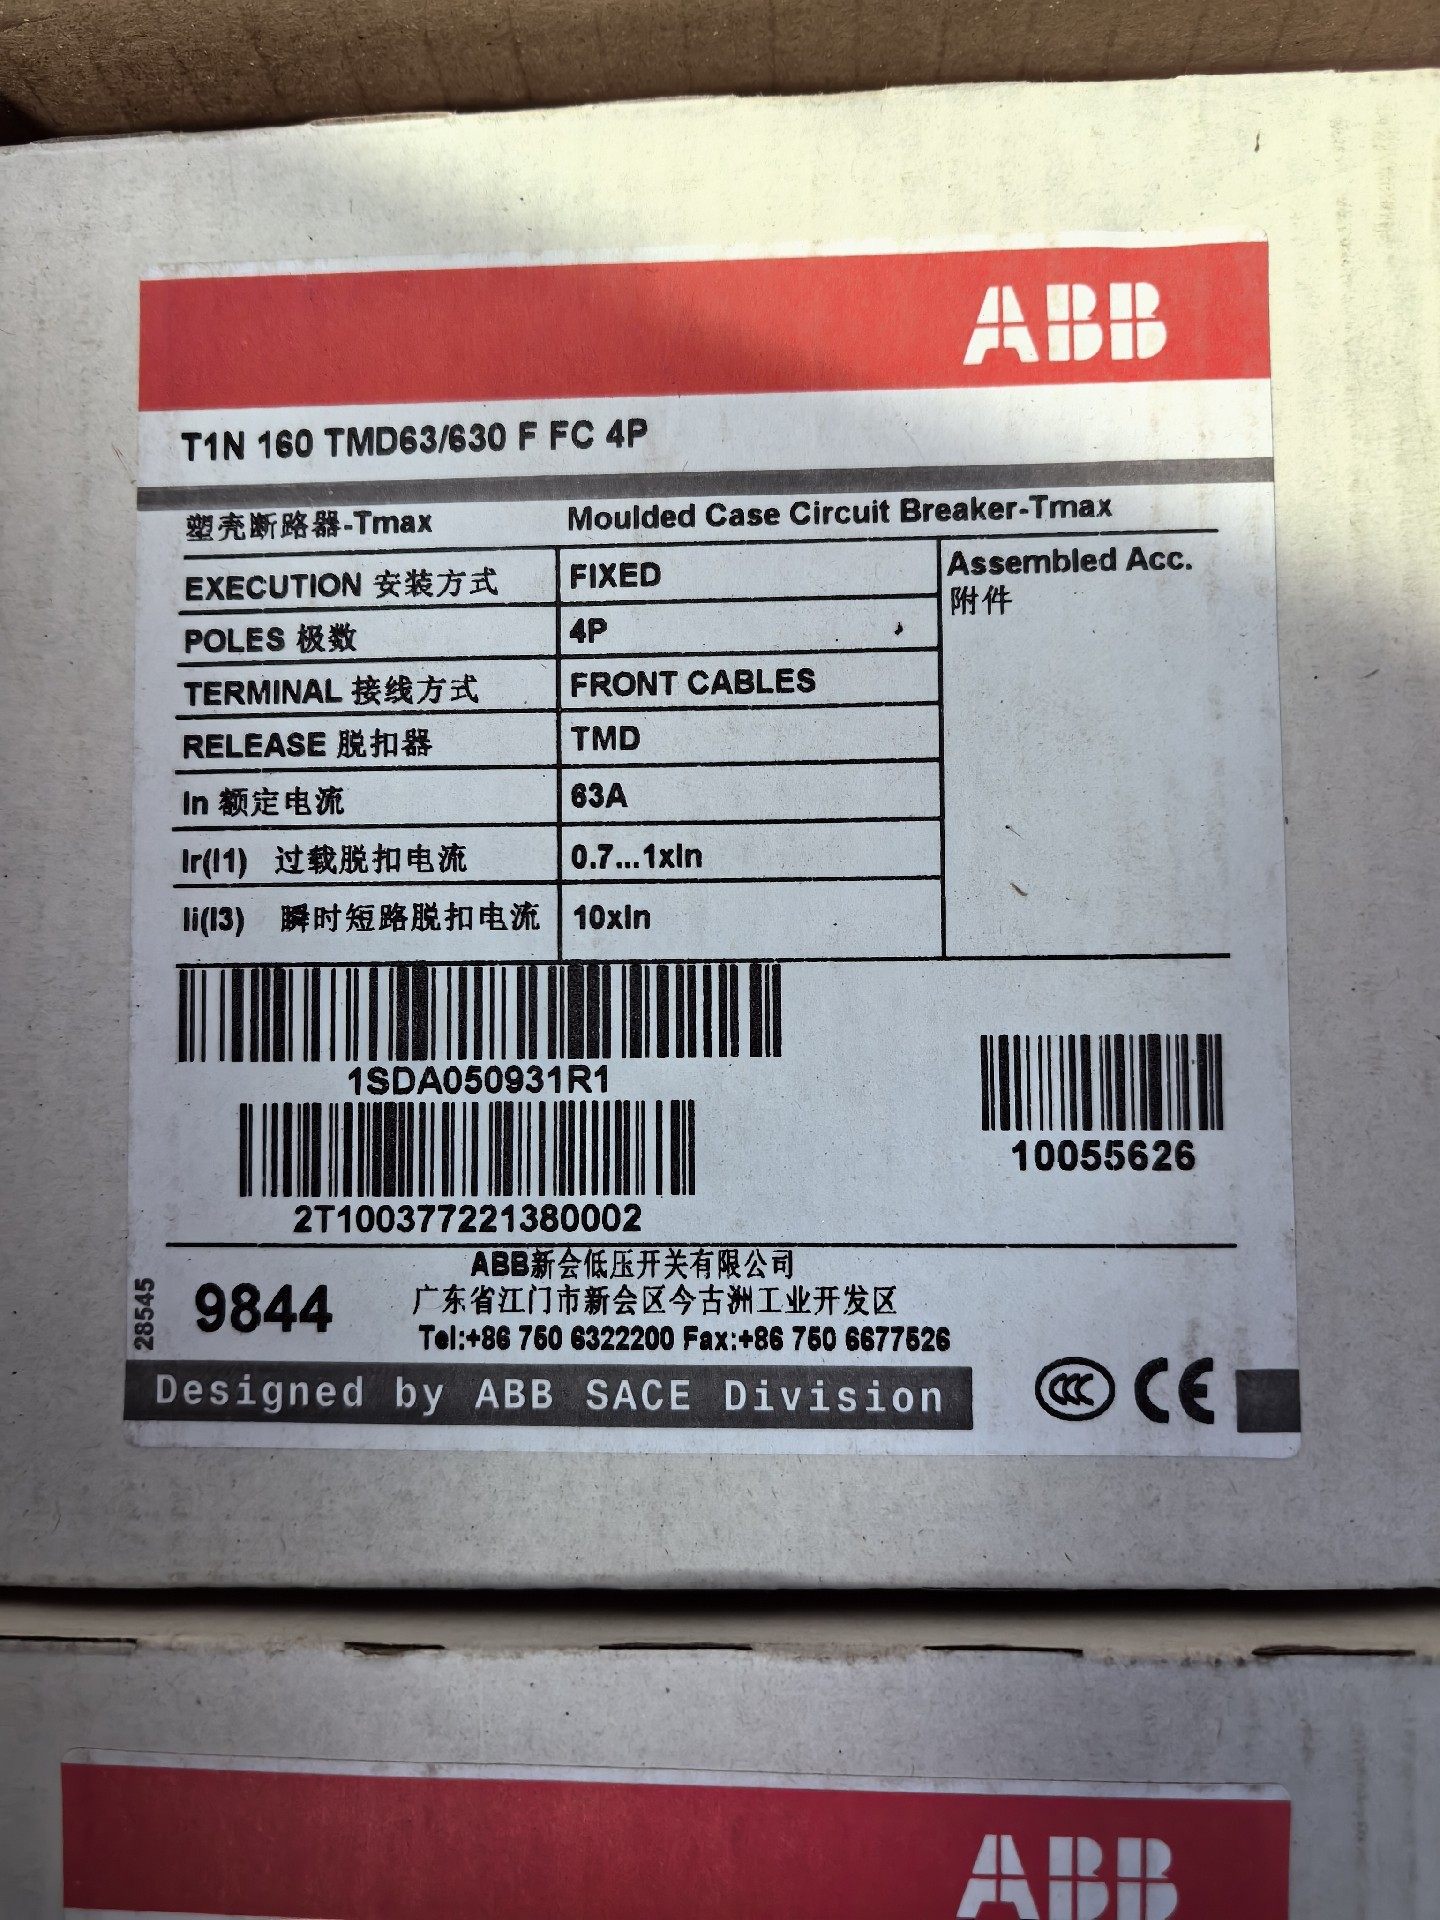 ABB
T1N 160 TMD63/630 F FC 4P
塑壳断路器-Tmax Moulded Case Circuit Breaker-Tmax
EXECUTION 安装方式 FIXED Assembled Acc.
附件
POLES 极数 4P
TERMINAL 接线方式 FRONT CABLES
RELEASE 脱扣器 TMD
In 额定电流 63A
Ir(I1) 过载脱扣电流 0.7...1xIn
Ii(I3) 瞬时短路脱扣电流 10xIn
1SDA050931R1
10055626
2T100377221380002
ABB新会低压开关有限公司
28545
9844
广东省江门市新会区今古洲工业开发区
Tel:+86 750 6322200 Fax:+86 750 6677526
Designed by ABB SACE Division
CCC CE
ABB